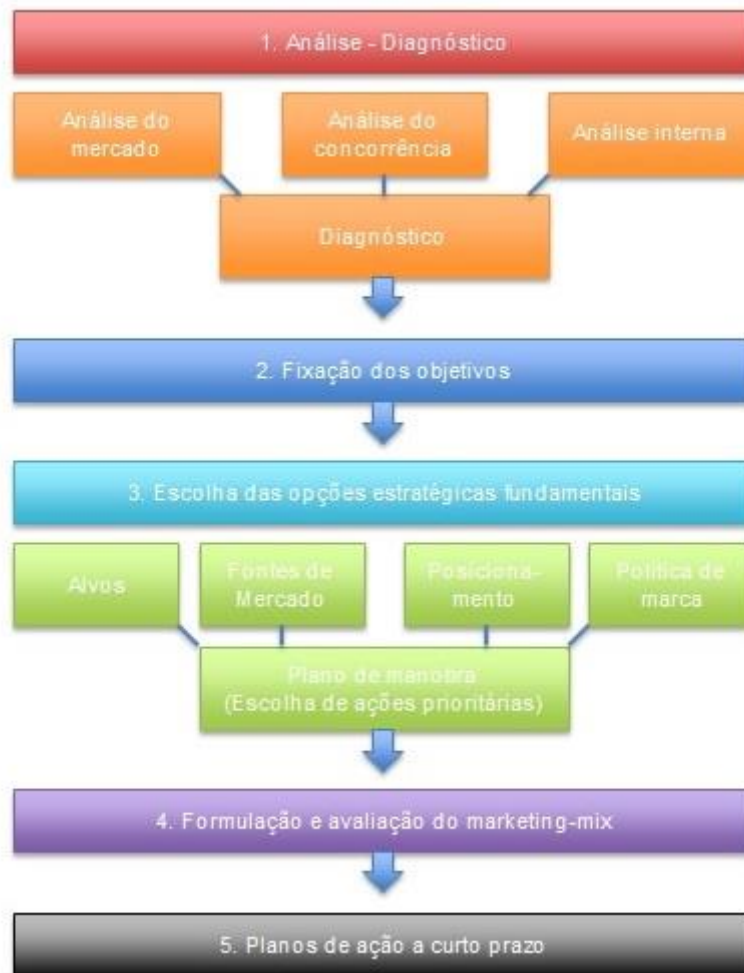 1. Análise - Diagnóstico
Análise do
mercado
Análise do
concorrência
Análise interna
Diagnóstico
2. Fixação dos objetivos
3. Escolha das opções estratégicas fundamentais
Alvos
Fontes de
Mercado
Posiciona-
mento
Política de
marca
Plano de manobra
(Escolha de ações prioritárias)
4. Formulação e avaliação do marketing-mix
5. Planos de ação a curto prazo